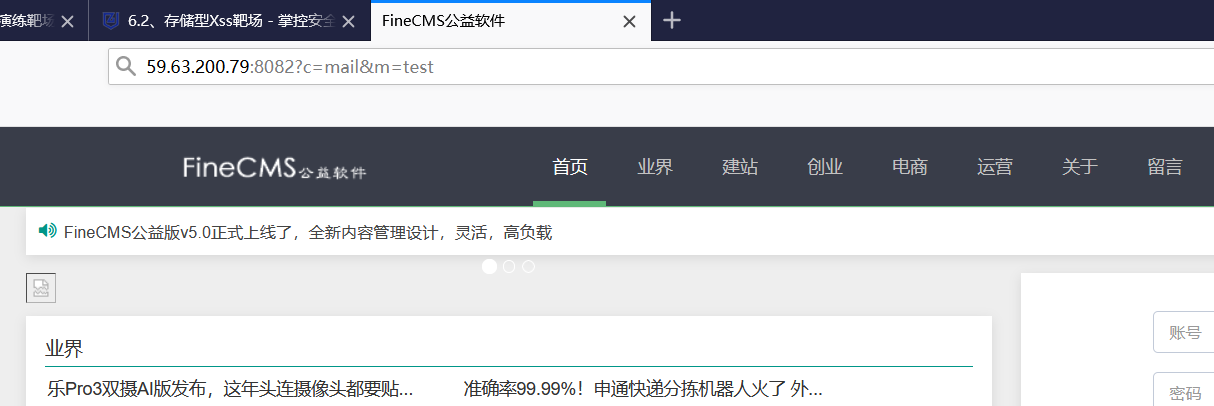 演练靶场
6.2、存储型Xss靶场 - 掌控安全
FineCMS公益软件
59.63.200.79:8082?c=mail&m=test
FineCMS公益软件
首页 业界 建站 创业 电商 运营 关于 留言
FineCMS公益版v5.0正式上线了，全新内容管理设计，灵活，高负载
业界
账号
乐Pro3双摄AI版发布，这年头连摄像头都要贴... 准确率99.99%！申通快递分拣机器人火了 外...
密码